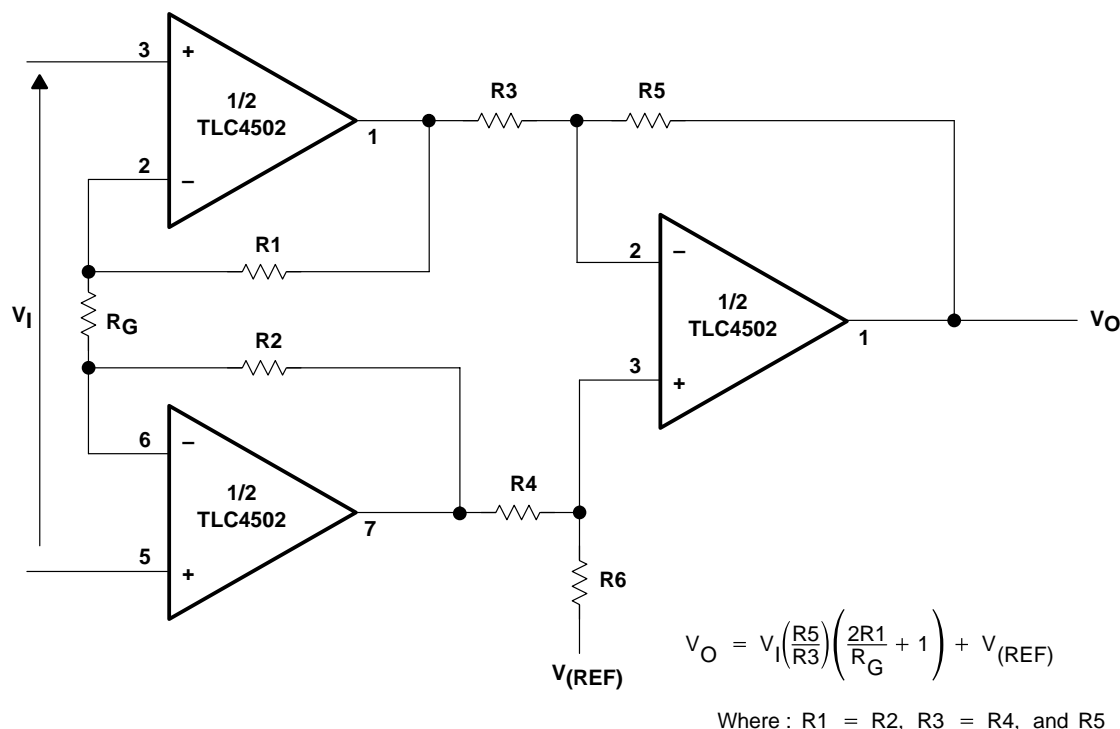 3
+
1/2
TLC4502
1
2
–
R3
R5
R1
VI
RG
R2
2
–
1/2
TLC4502
1
3
+
VO
6
–
1/2
TLC4502
7
5
+
R4
R6
V(REF)
VO = VI(R5/R3)(2R1/RG + 1) + V(REF)
Where : R1 = R2, R3 = R4, and R5